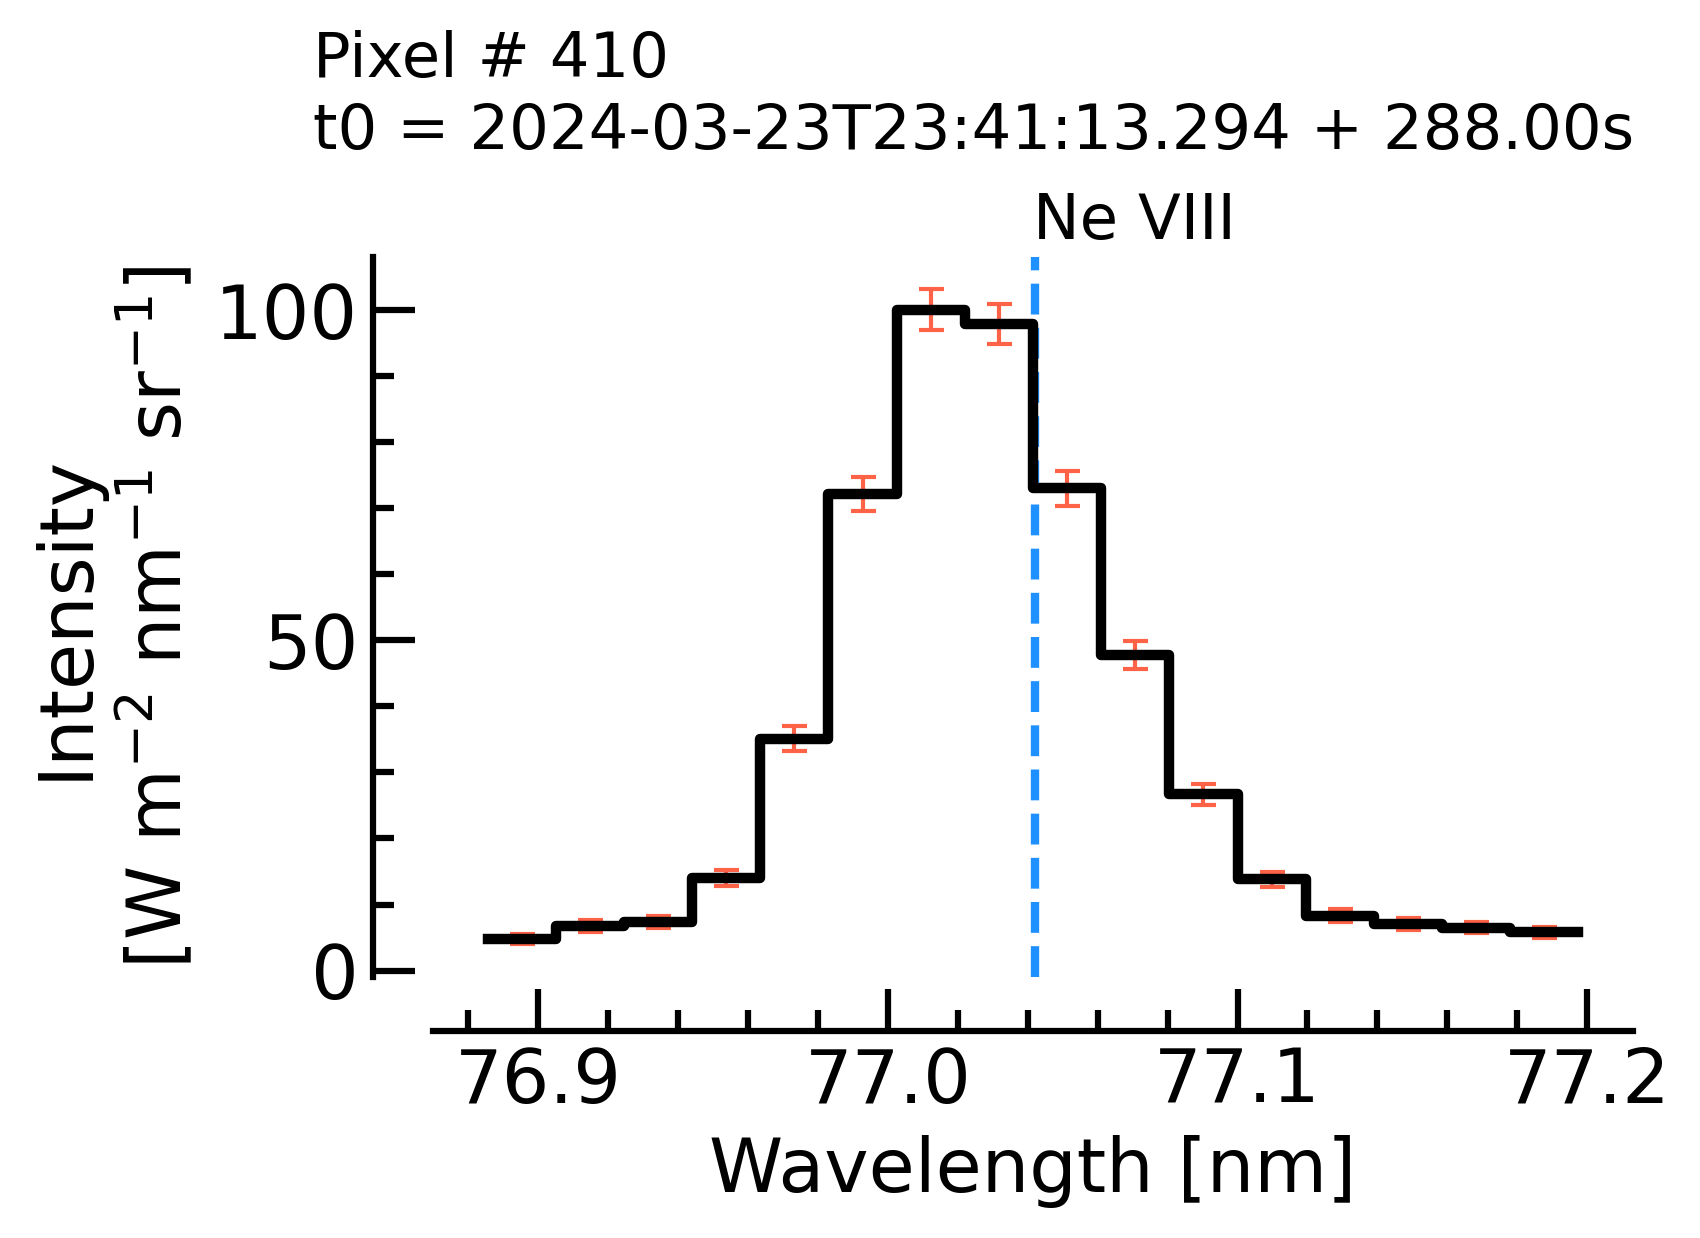 Pixel # 410
t0 = 2024-03-23T23:41:13.294 + 288.00s
Ne VIII
Intensity
[W m⁻² nm⁻¹ sr⁻¹]
100
50
0
76.9 77.0 77.1 77.2
Wavelength [nm]